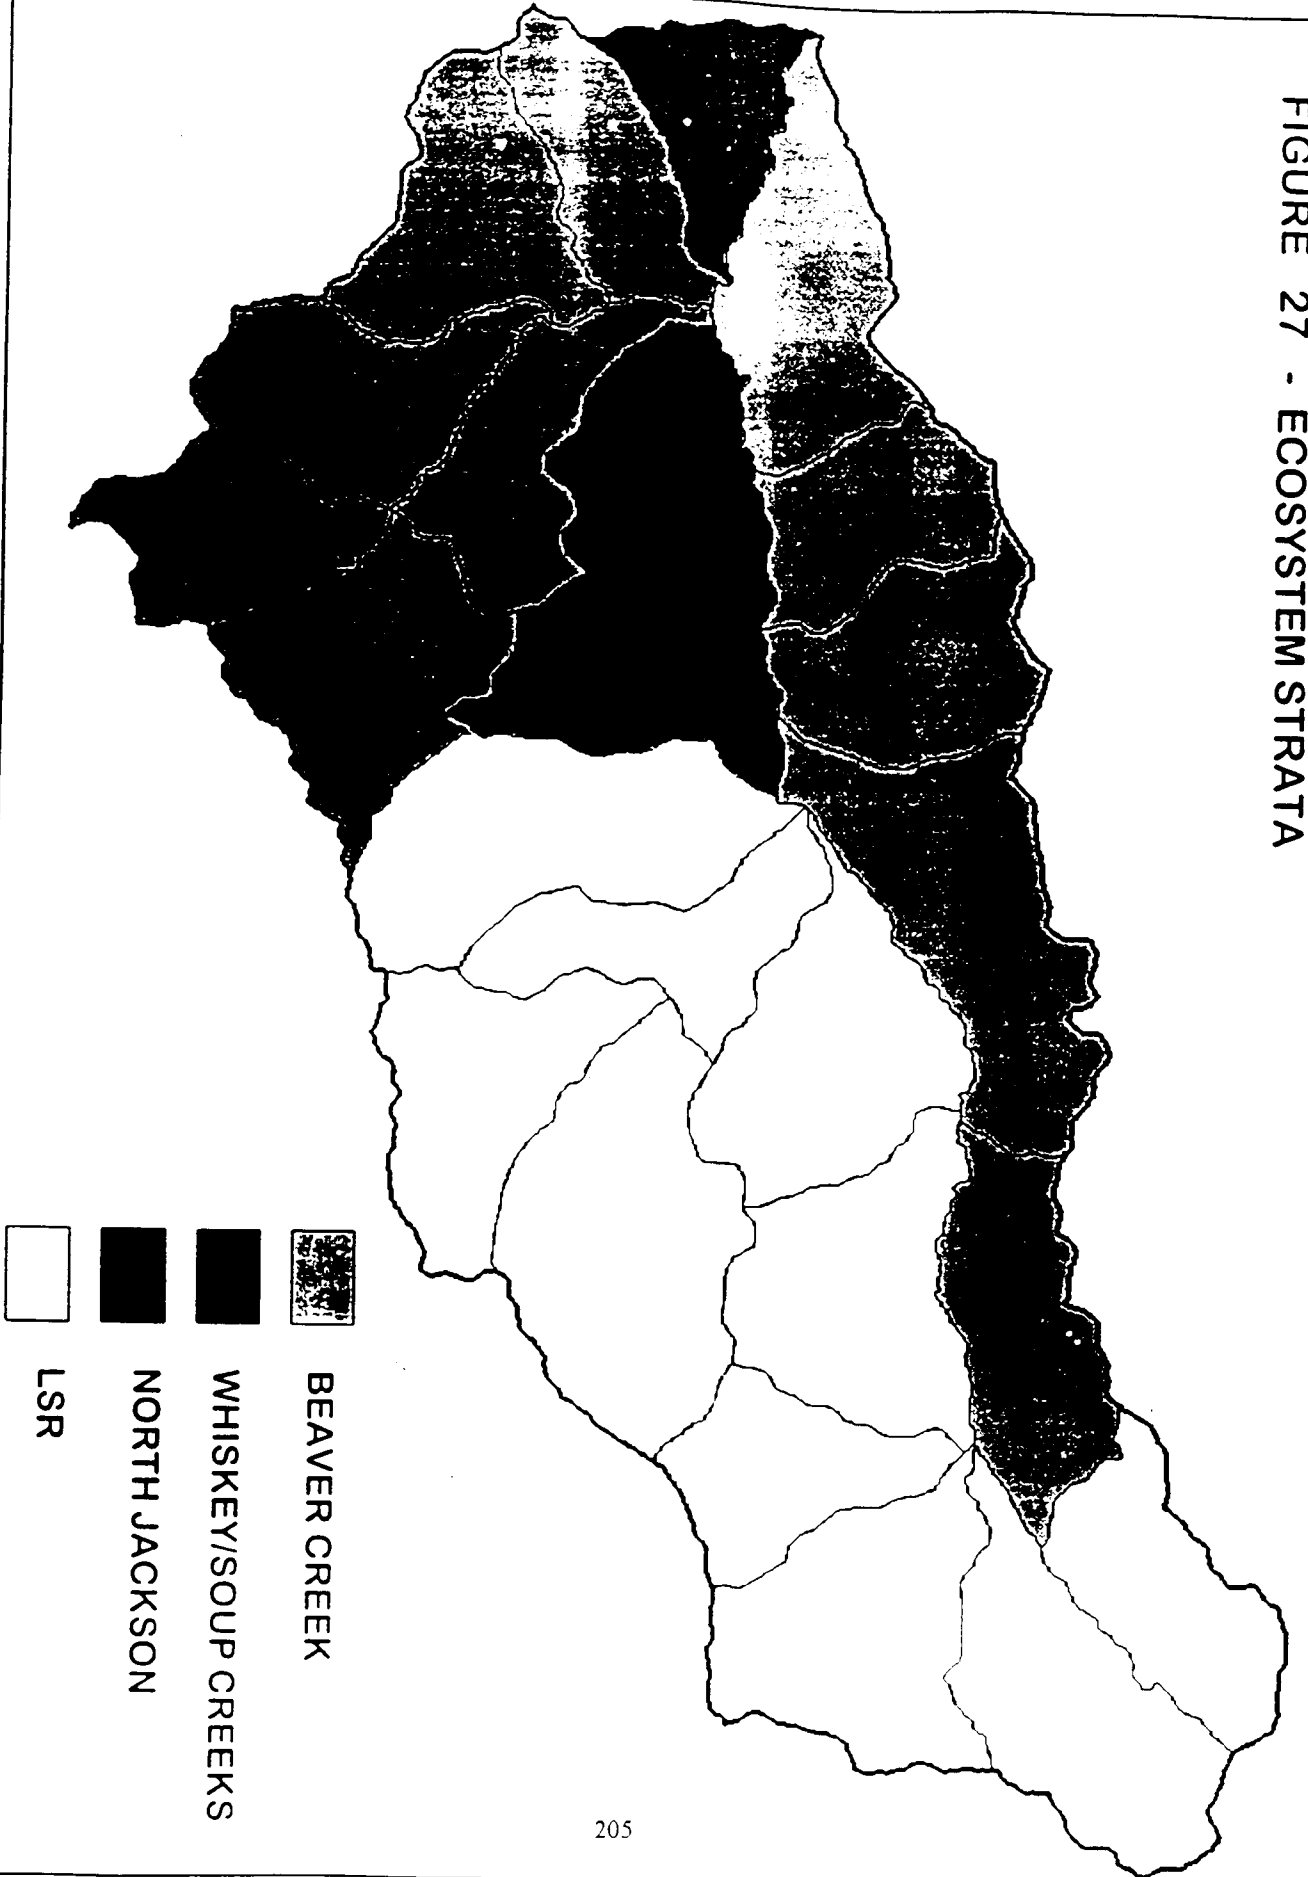 FIGURE 27 - ECOSYSTEM STRATA
BEAVER CREEK
WHISKEY/SOUP CREEKS
NORTH JACKSON
LSR
205